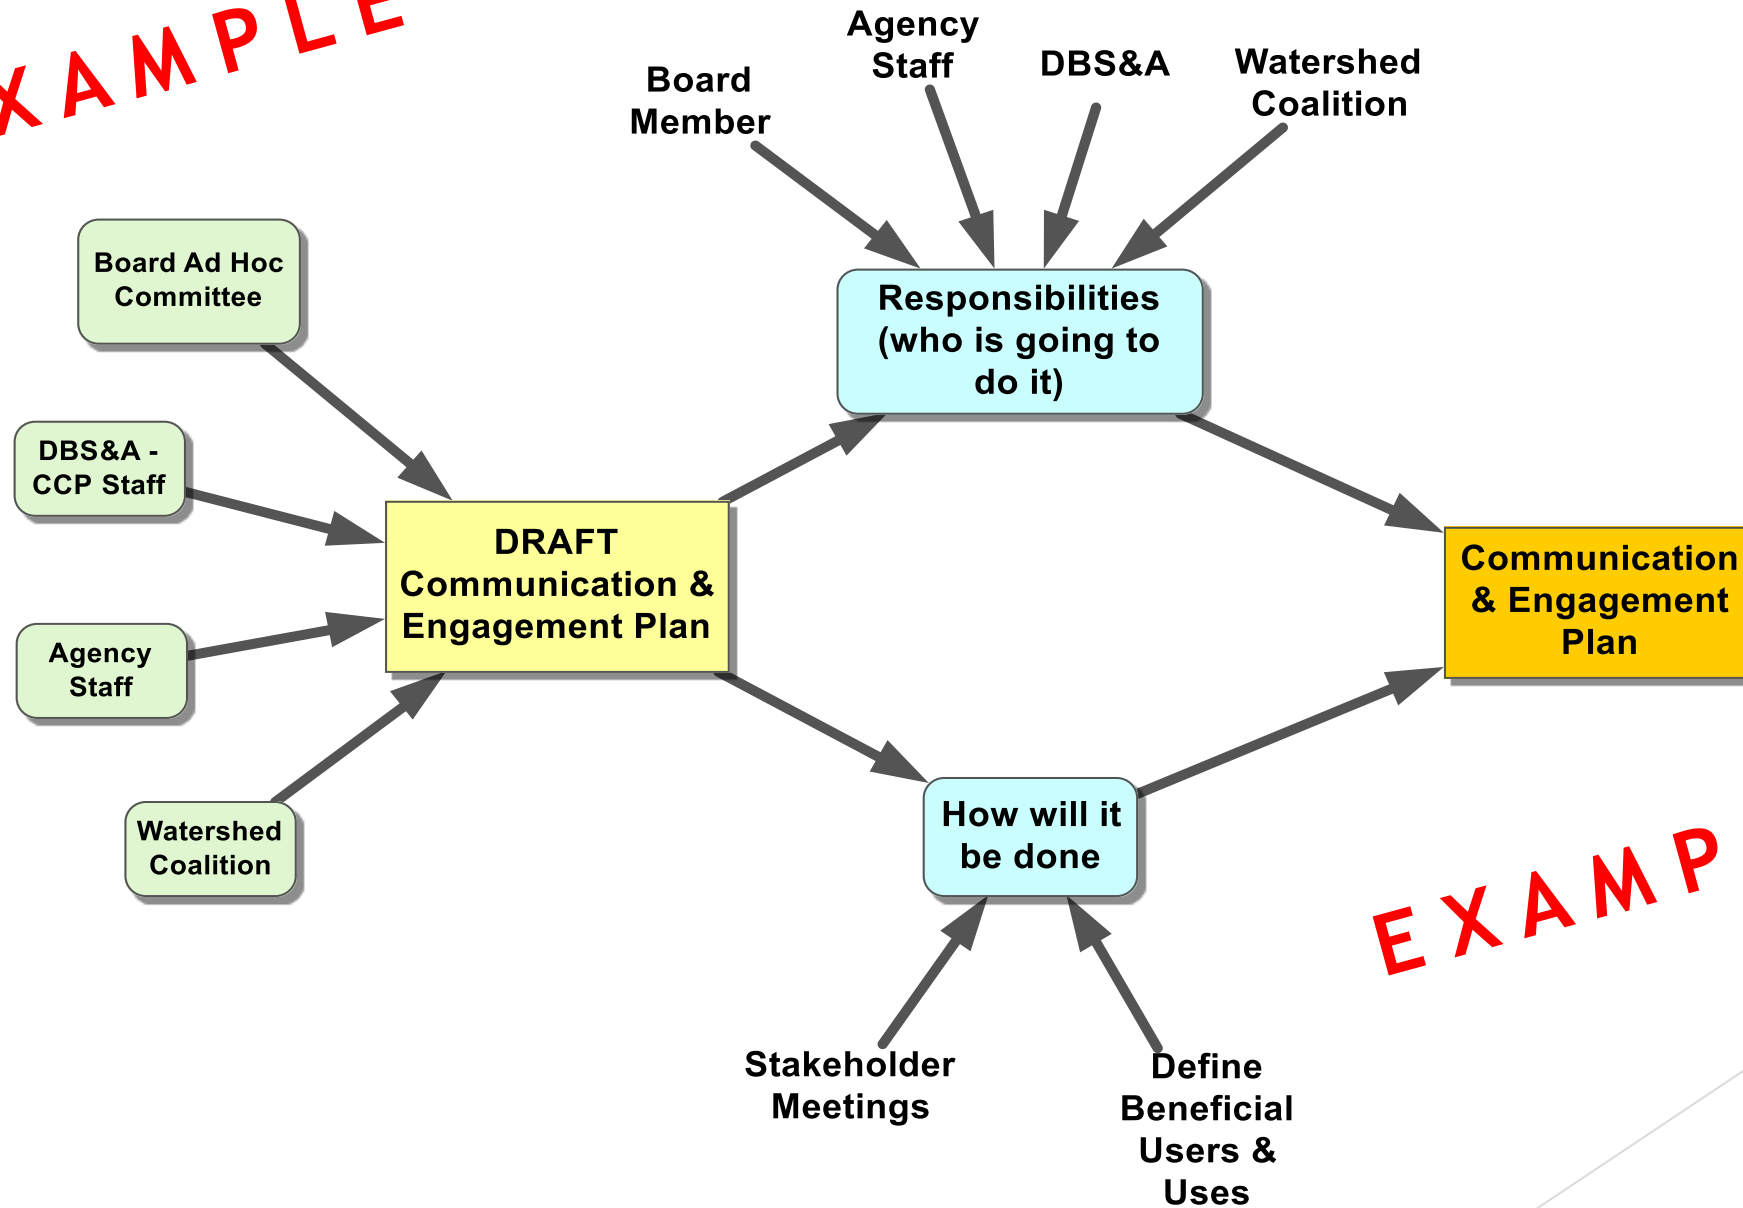 XAMPLE
Agency
Staff
DBS&A
Watershed
Coalition
Board
Member
Board Ad Hoc
Committee
Responsibilities
(who is going to
do it)
DBS&A -
CCP Staff
DRAFT
Communication &
Engagement Plan
Communication
& Engagement
Plan
Agency
Staff
Watershed
Coalition
How will it
be done
EXAMP
Stakeholder
Meetings
Define
Beneficial
Users &
Uses